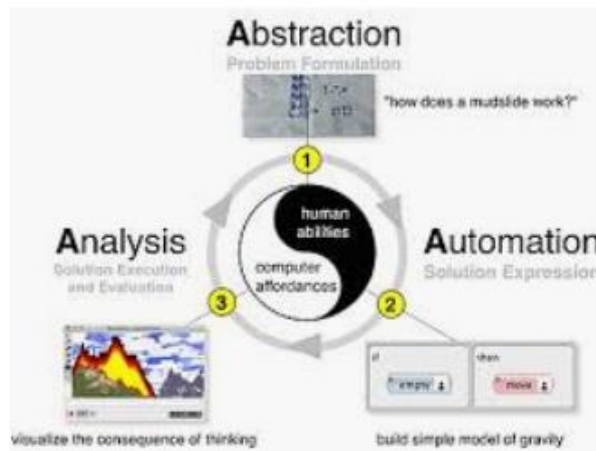 Abstraction
Problem Formulation
"how does a mudslide work?"
1
human
abilities
Analysis
Solution Execution
and Evaluation
computer
affordances
Automation
Solution Expression
3
2
if
then
empty
move
visualize the consequence of thinking
build simple model of gravity